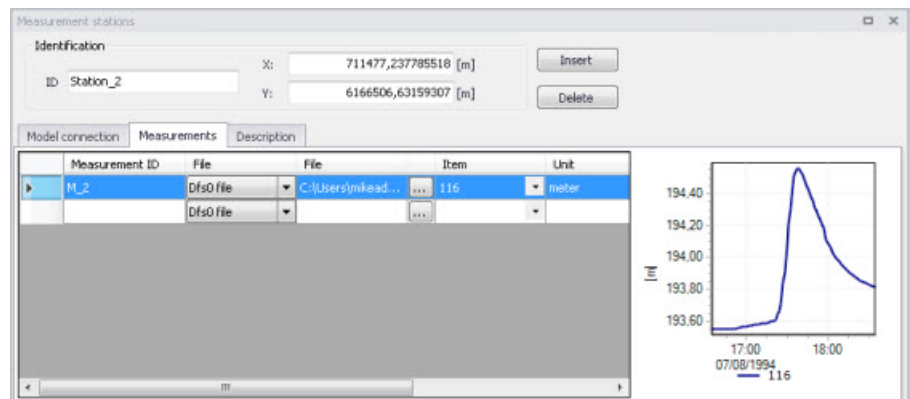 Measurement stations
Identification
ID Station_2
X: 711477,237785518 [m]
Y: 6166506,63159307 [m]
Insert
Delete
Model connection Measurements Description
Measurement ID File File Item Unit
M_2 Dfs0 file C:\Users\mikead... ... 116 meter
Dfs0 file ...
194,40
194,20
194,00
193,80
193,60
[m]
17:00 18:00
07/08/1994
116